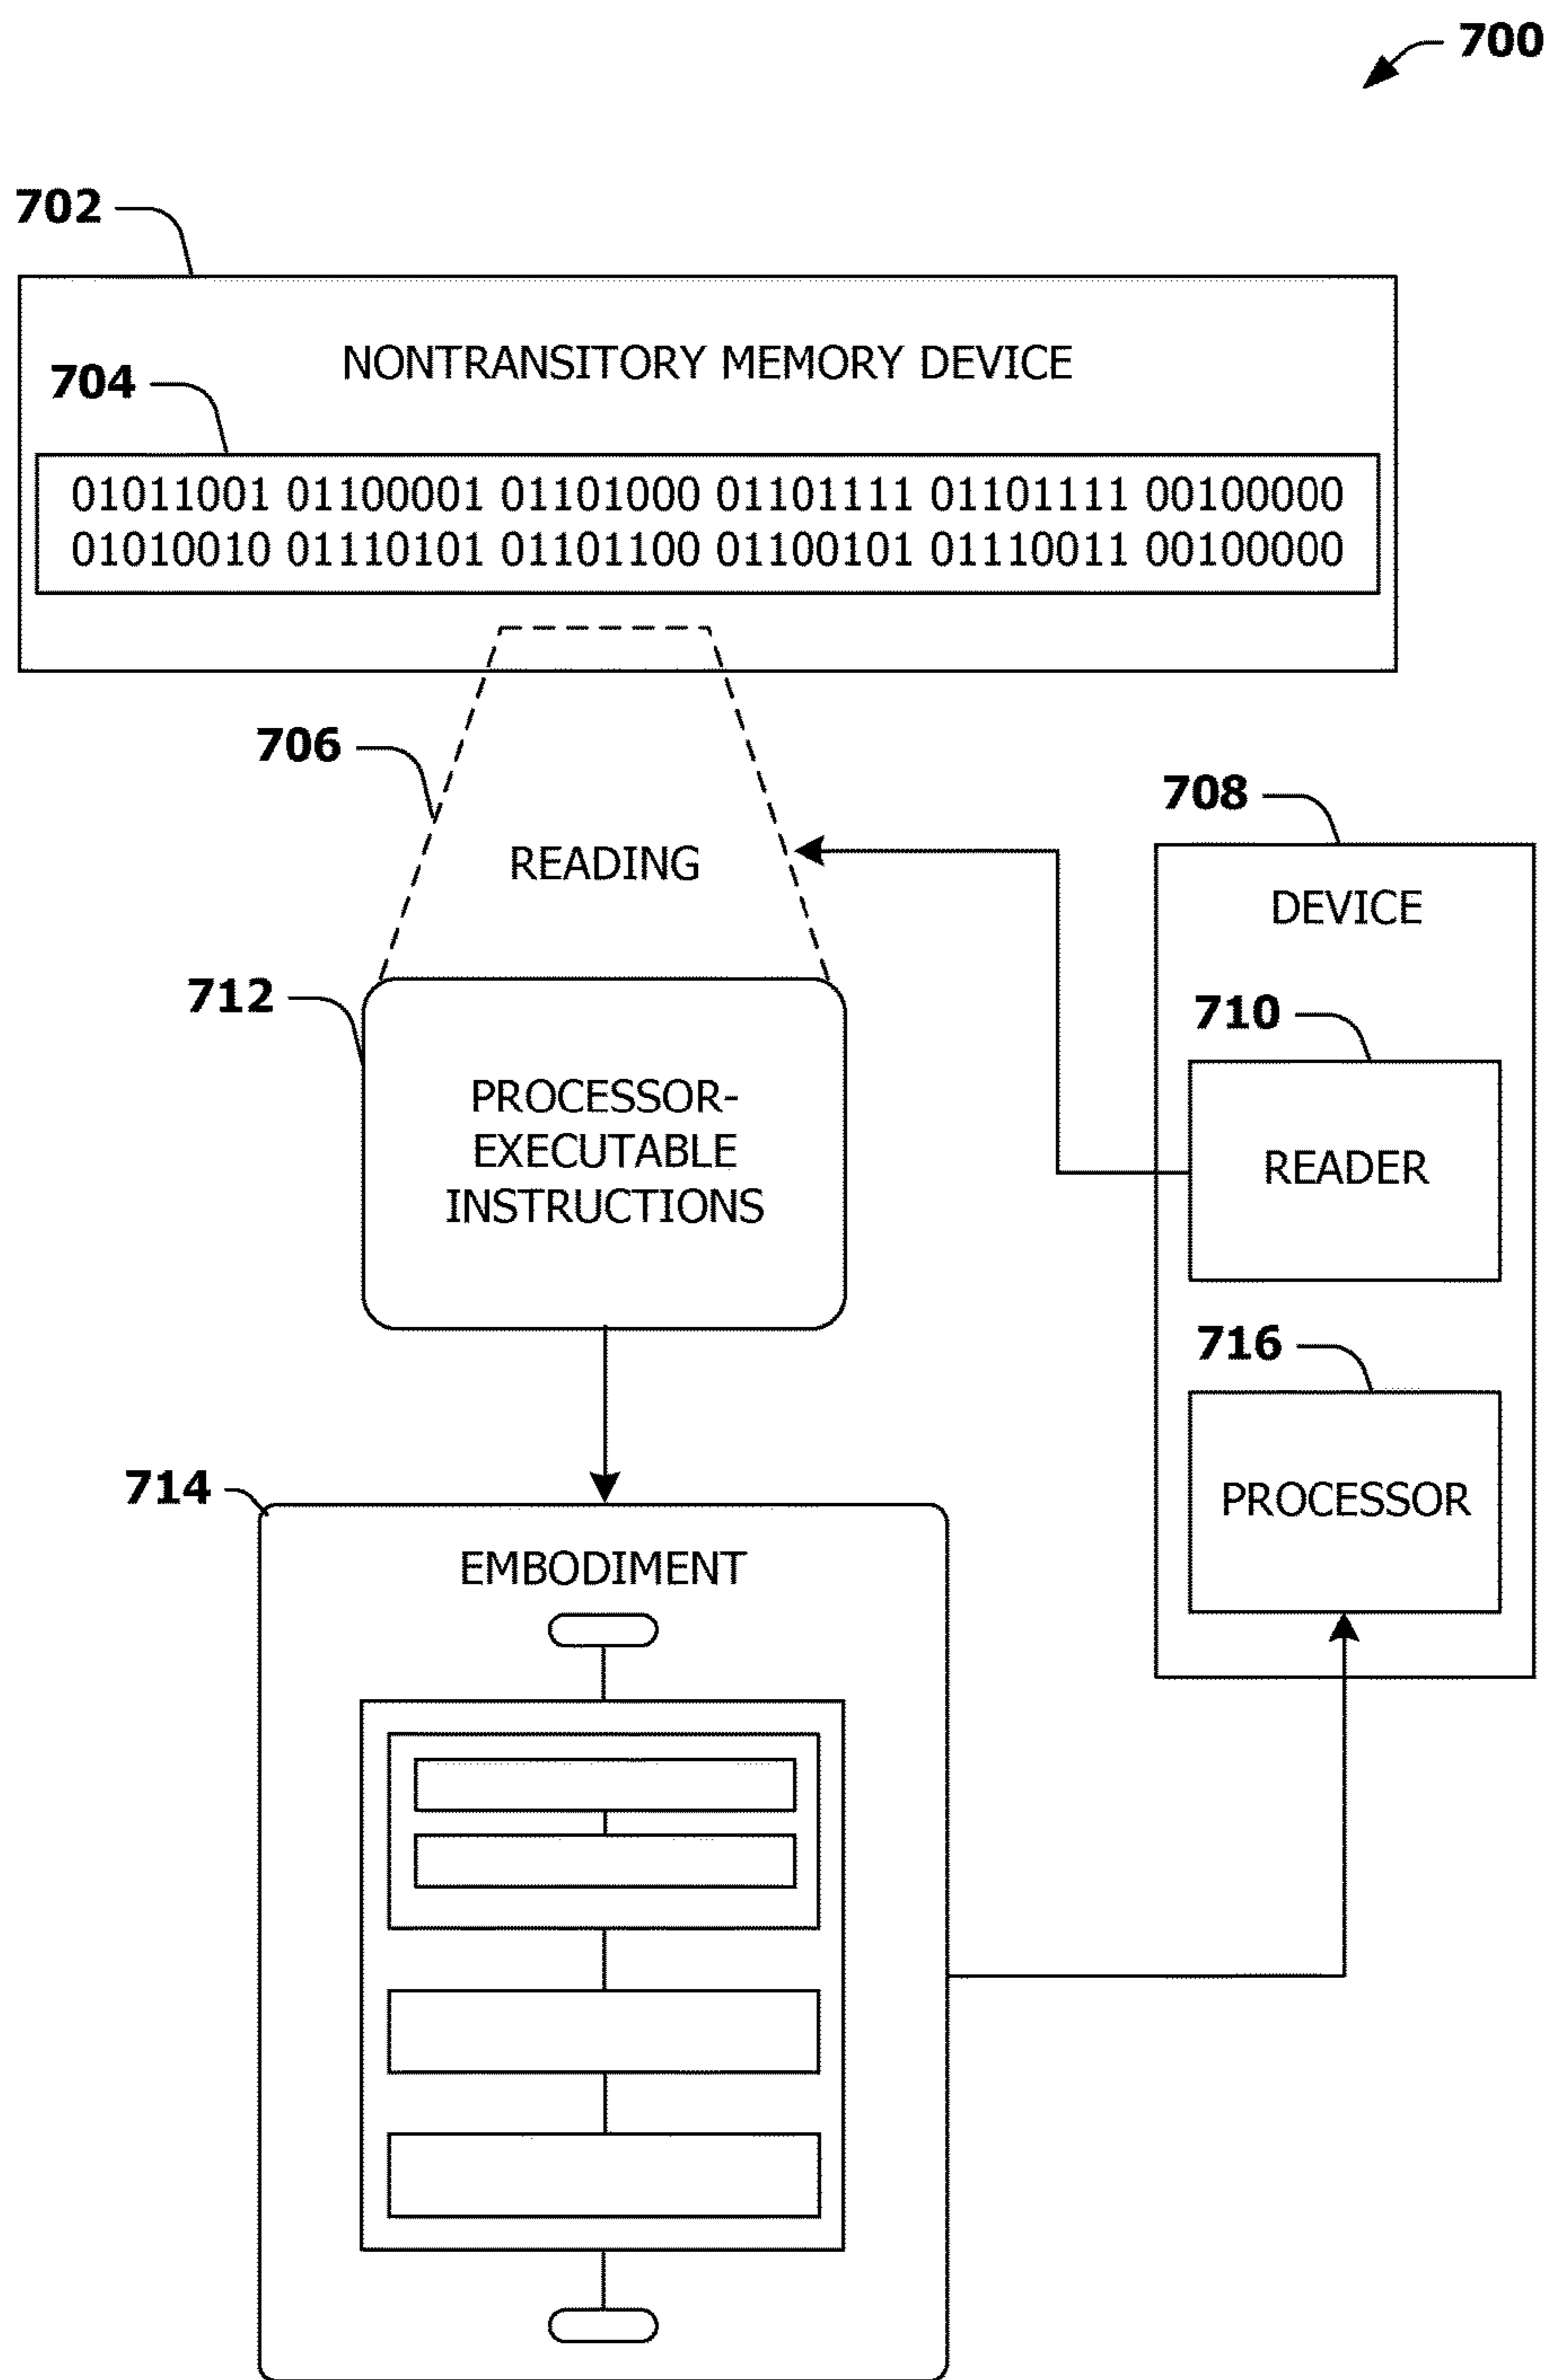 700
702
NONTRANSITORY MEMORY DEVICE
704
01011001 01100001 01101000 01101111 01101111 00100000
01010010 01110101 01101100 01100101 01110011 00100000
706
READING
708
DEVICE
712
PROCESSOR-
EXECUTABLE
INSTRUCTIONS
710
READER
716
PROCESSOR
714
EMBODIMENT